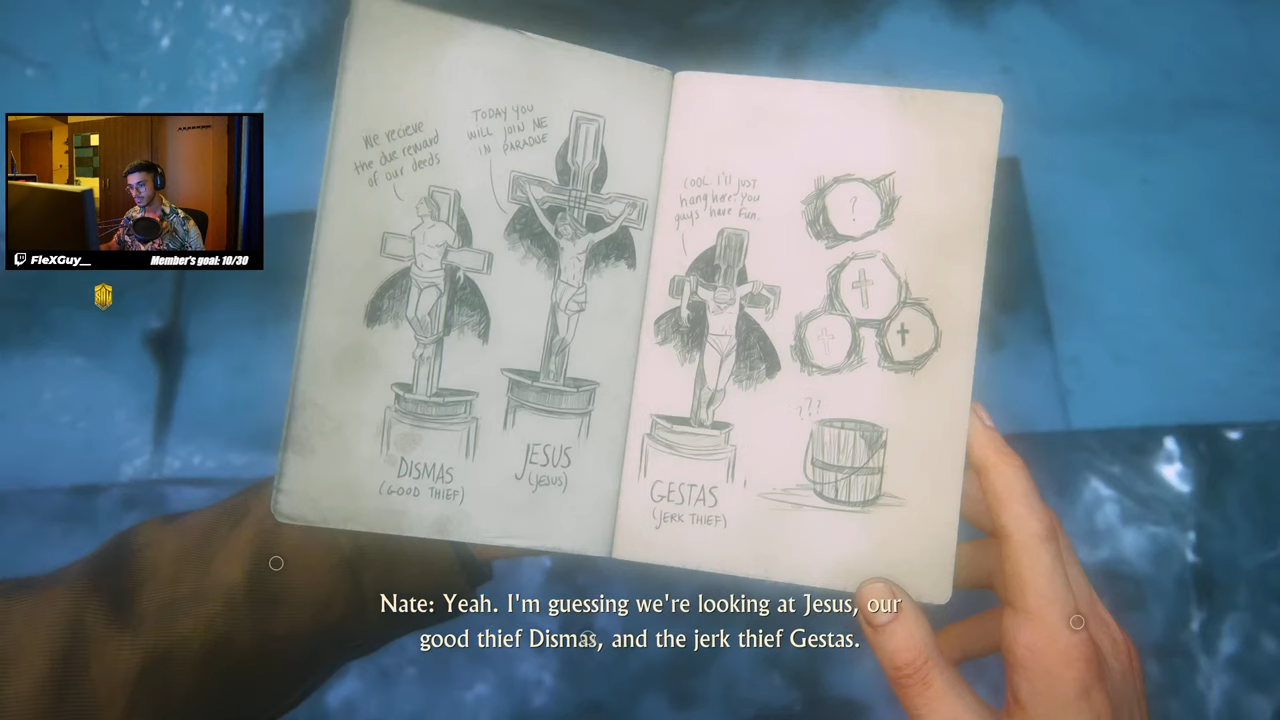 We recieve
the due reward
of our deeds
TODAY YOU
WILL JOIN ME
IN PARADUE
COOL I'll JUST
hang here. you
guys have fun..
?
???
DISMAS
(GOOD THIEF)
JESUS
(JESUS)
GESTAS
(JERK THIEF)
FleXGuy__
Member's goal: 10/30
Nate: Yeah. I'm guessing we're looking at Jesus, our
good thief Dismas, and the jerk thief Gestas.